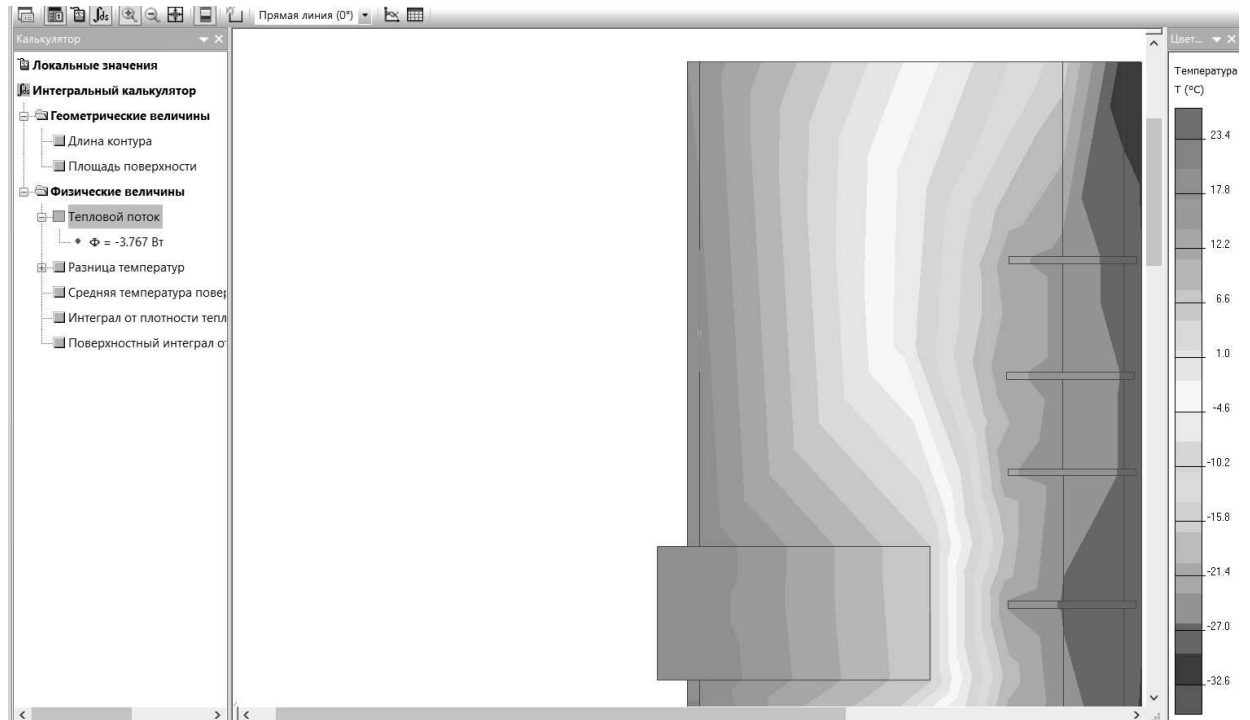 Прямая линия (0°)
Калькулятор
Локальные значения
Интегральный калькулятор
Геометрические величины
Длина контура
Площадь поверхности
Физические величины
Тепловой поток
Φ = -3.767 Вт
Разница температур
Средняя температура повер
Интеграл от плотности тепл
Поверхностный интеграл о
Цвет...
Температура
T (°C)
23.4
17.8
12.2
6.6
1.0
-4.6
-10.2
-15.8
-21.4
-27.0
-32.6